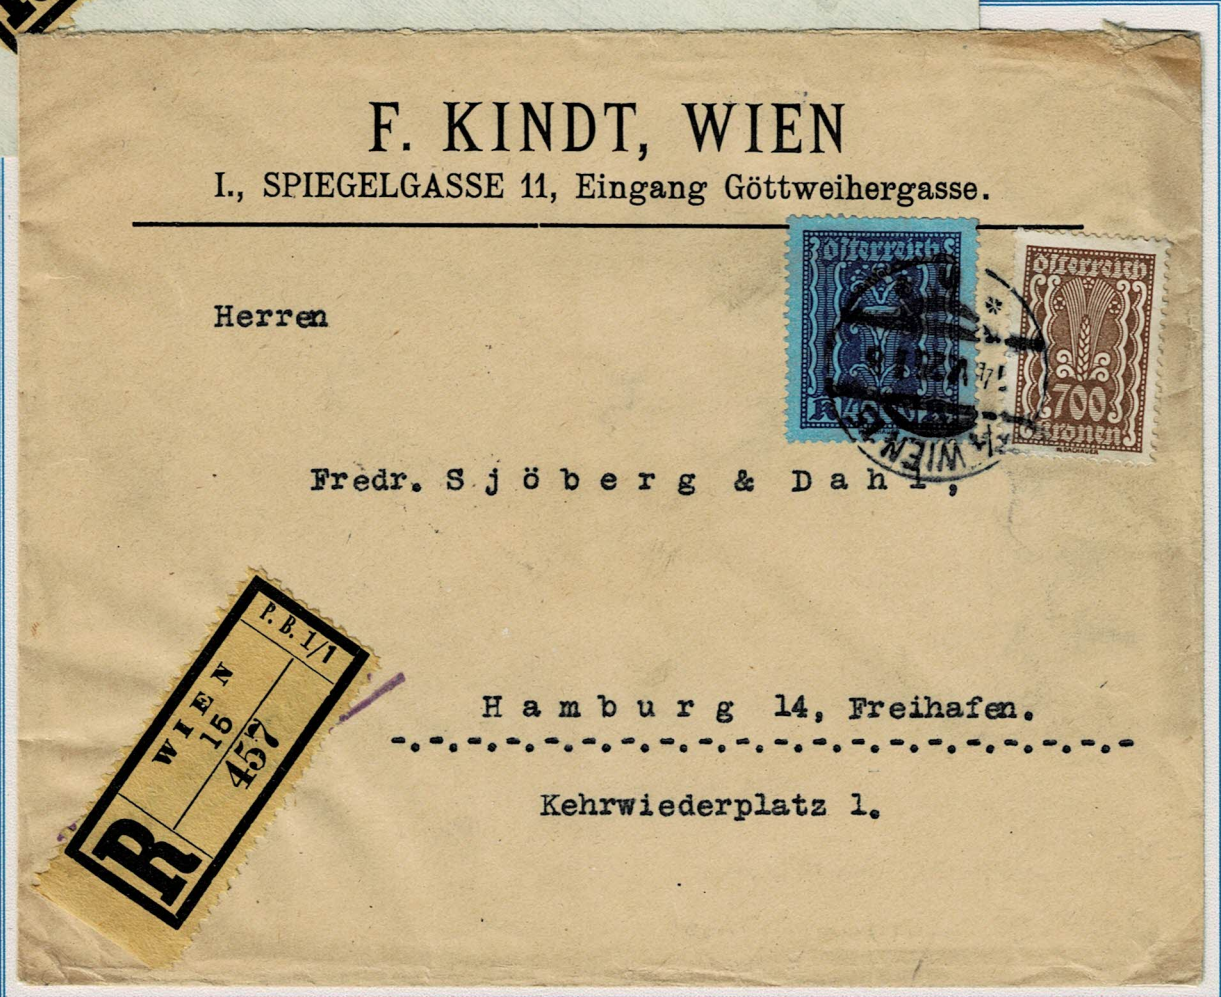 F. KINDT, WIEN
I., SPIEGELGASSE 11, Eingang Göttweihergasse.
Österreich
Österreich
Herren
700
Kronen
Fredr. Sjöberg & Dahl,
WIEN
P. B. 1/1
WIEN
15
457
R
Hamburg 14, Freihafen.
Kehrwiederplatz 1.